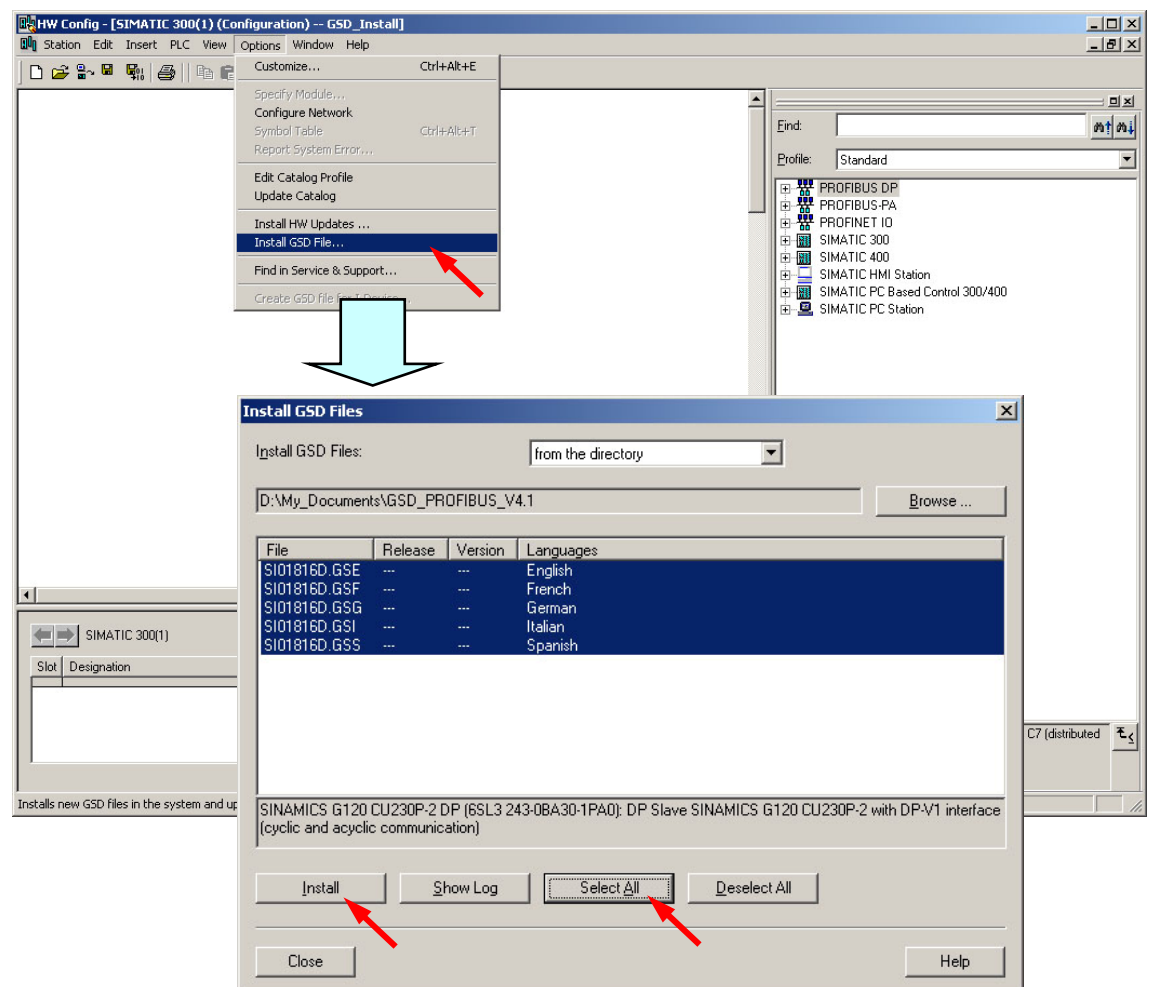 HW Config - [SIMATIC 300(1) (Configuration) -- GSD_Install]
Station Edit Insert PLC View Options Window Help
Customize... Ctrl+Alt+E
Specify Module...
Configure Network
Symbol Table Ctrl+Alt+T
Report System Error...
Edit Catalog Profile
Update Catalog
Install HW Updates ...
Install GSD File...
Find in Service & Support...
Create GSD file for I
Find:
Profile: Standard
PROFIBUS DP
PROFIBUS-PA
PROFINET IO
SIMATIC 300
SIMATIC 400
SIMATIC HMI Station
SIMATIC PC Based Control 300/400
SIMATIC PC Station
SIMATIC 300(1)
Slot Designation
C7 (distributed
Installs new GSD files in the system and up
Install GSD Files
Install GSD Files: from the directory
D:\My_Documents\GSD_PROFIBUS_V4.1 Browse ...
File Release Version Languages
SI01816D.GSE --- --- English
SI01816D.GSF --- --- French
SI01816D.GSG --- --- German
SI01816D.GSI --- --- Italian
SI01816D.GSS --- --- Spanish
SINAMICS G120 CU230P-2 DP (6SL3 243-0BA30-1PA0): DP Slave SINAMICS G120 CU230P-2 with DP-V1 interface
(cyclic and acyclic communication)
Install Show Log Select All Deselect All
Close Help